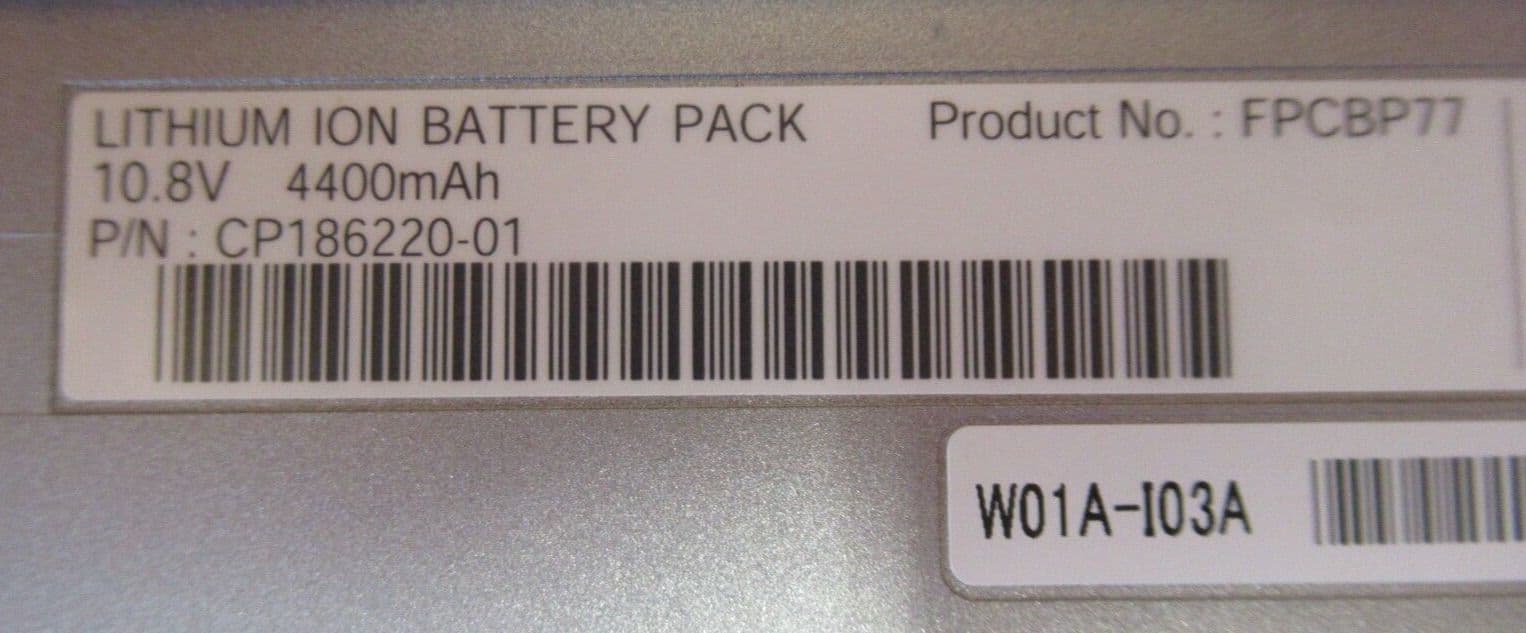 LITHIUM ION BATTERY PACK Product No. : FPCBP77
10.8V 4400mAh
P/N : CP186220-01
W01A-I03A